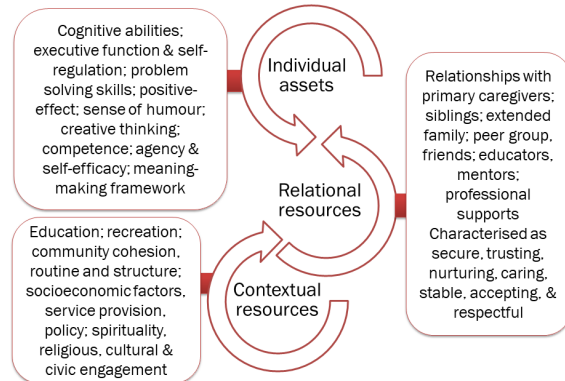 Cognitive abilities;
executive function & self-
regulation; problem
solving skills; positive-
effect; sense of humour;
creative thinking;
competence; agency &
self-efficacy; meaning-
making framework
Individual
assets
Relationships with
primary caregivers;
siblings; extended
family; peer group,
friends; educators,
mentors;
professional
supports
Characterised as
secure, trusting,
nurturing, caring,
stable, accepting, &
respectful
Relational
resources
Education; recreation;
community cohesion,
routine and structure;
socioeconomic factors,
service provision,
policy; spirituality,
religious, cultural &
civic engagement
Contextual
resources